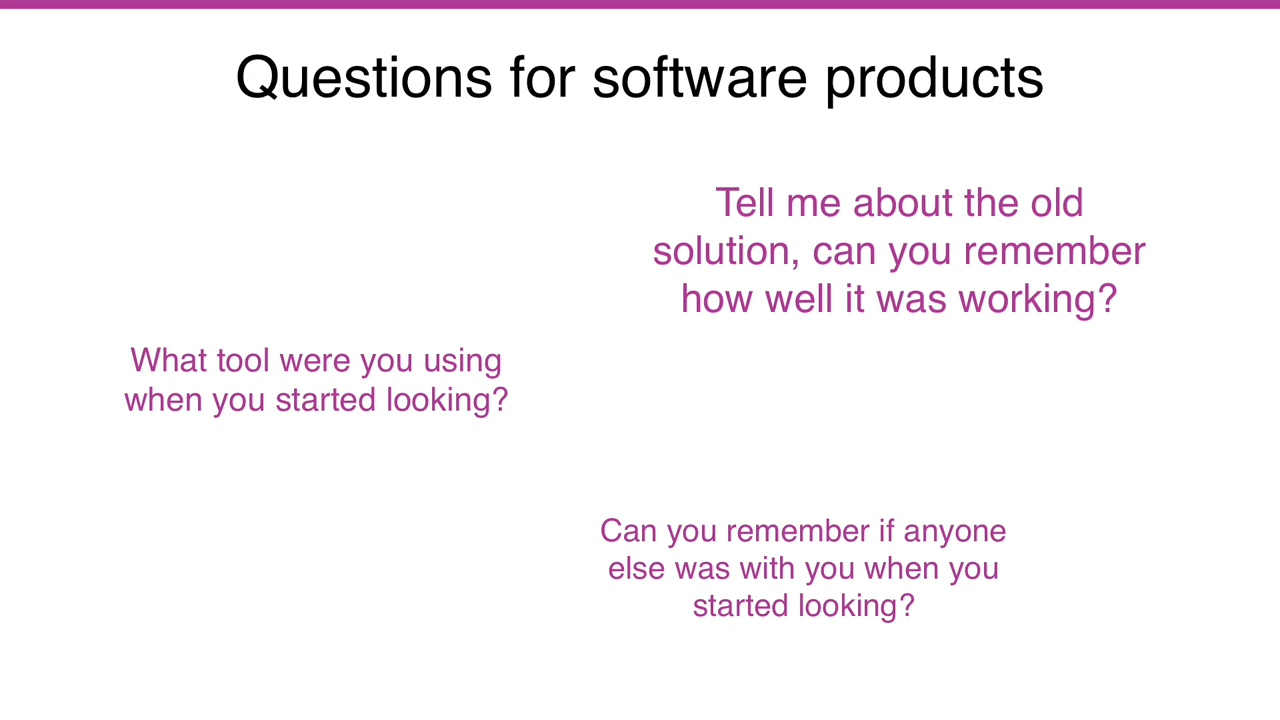 Questions for software products
Tell me about the old
solution, can you remember
how well it was working?
What tool were you using
when you started looking?
Can you remember if anyone
else was with you when you
started looking?